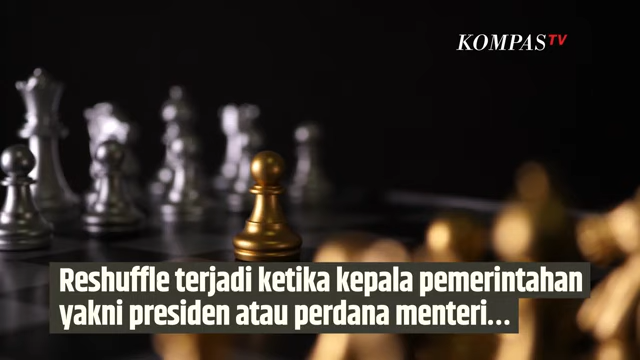 KOMPASTV
Reshuffle terjadi ketika kepala pemerintahan
yakni presiden atau perdana menteri...